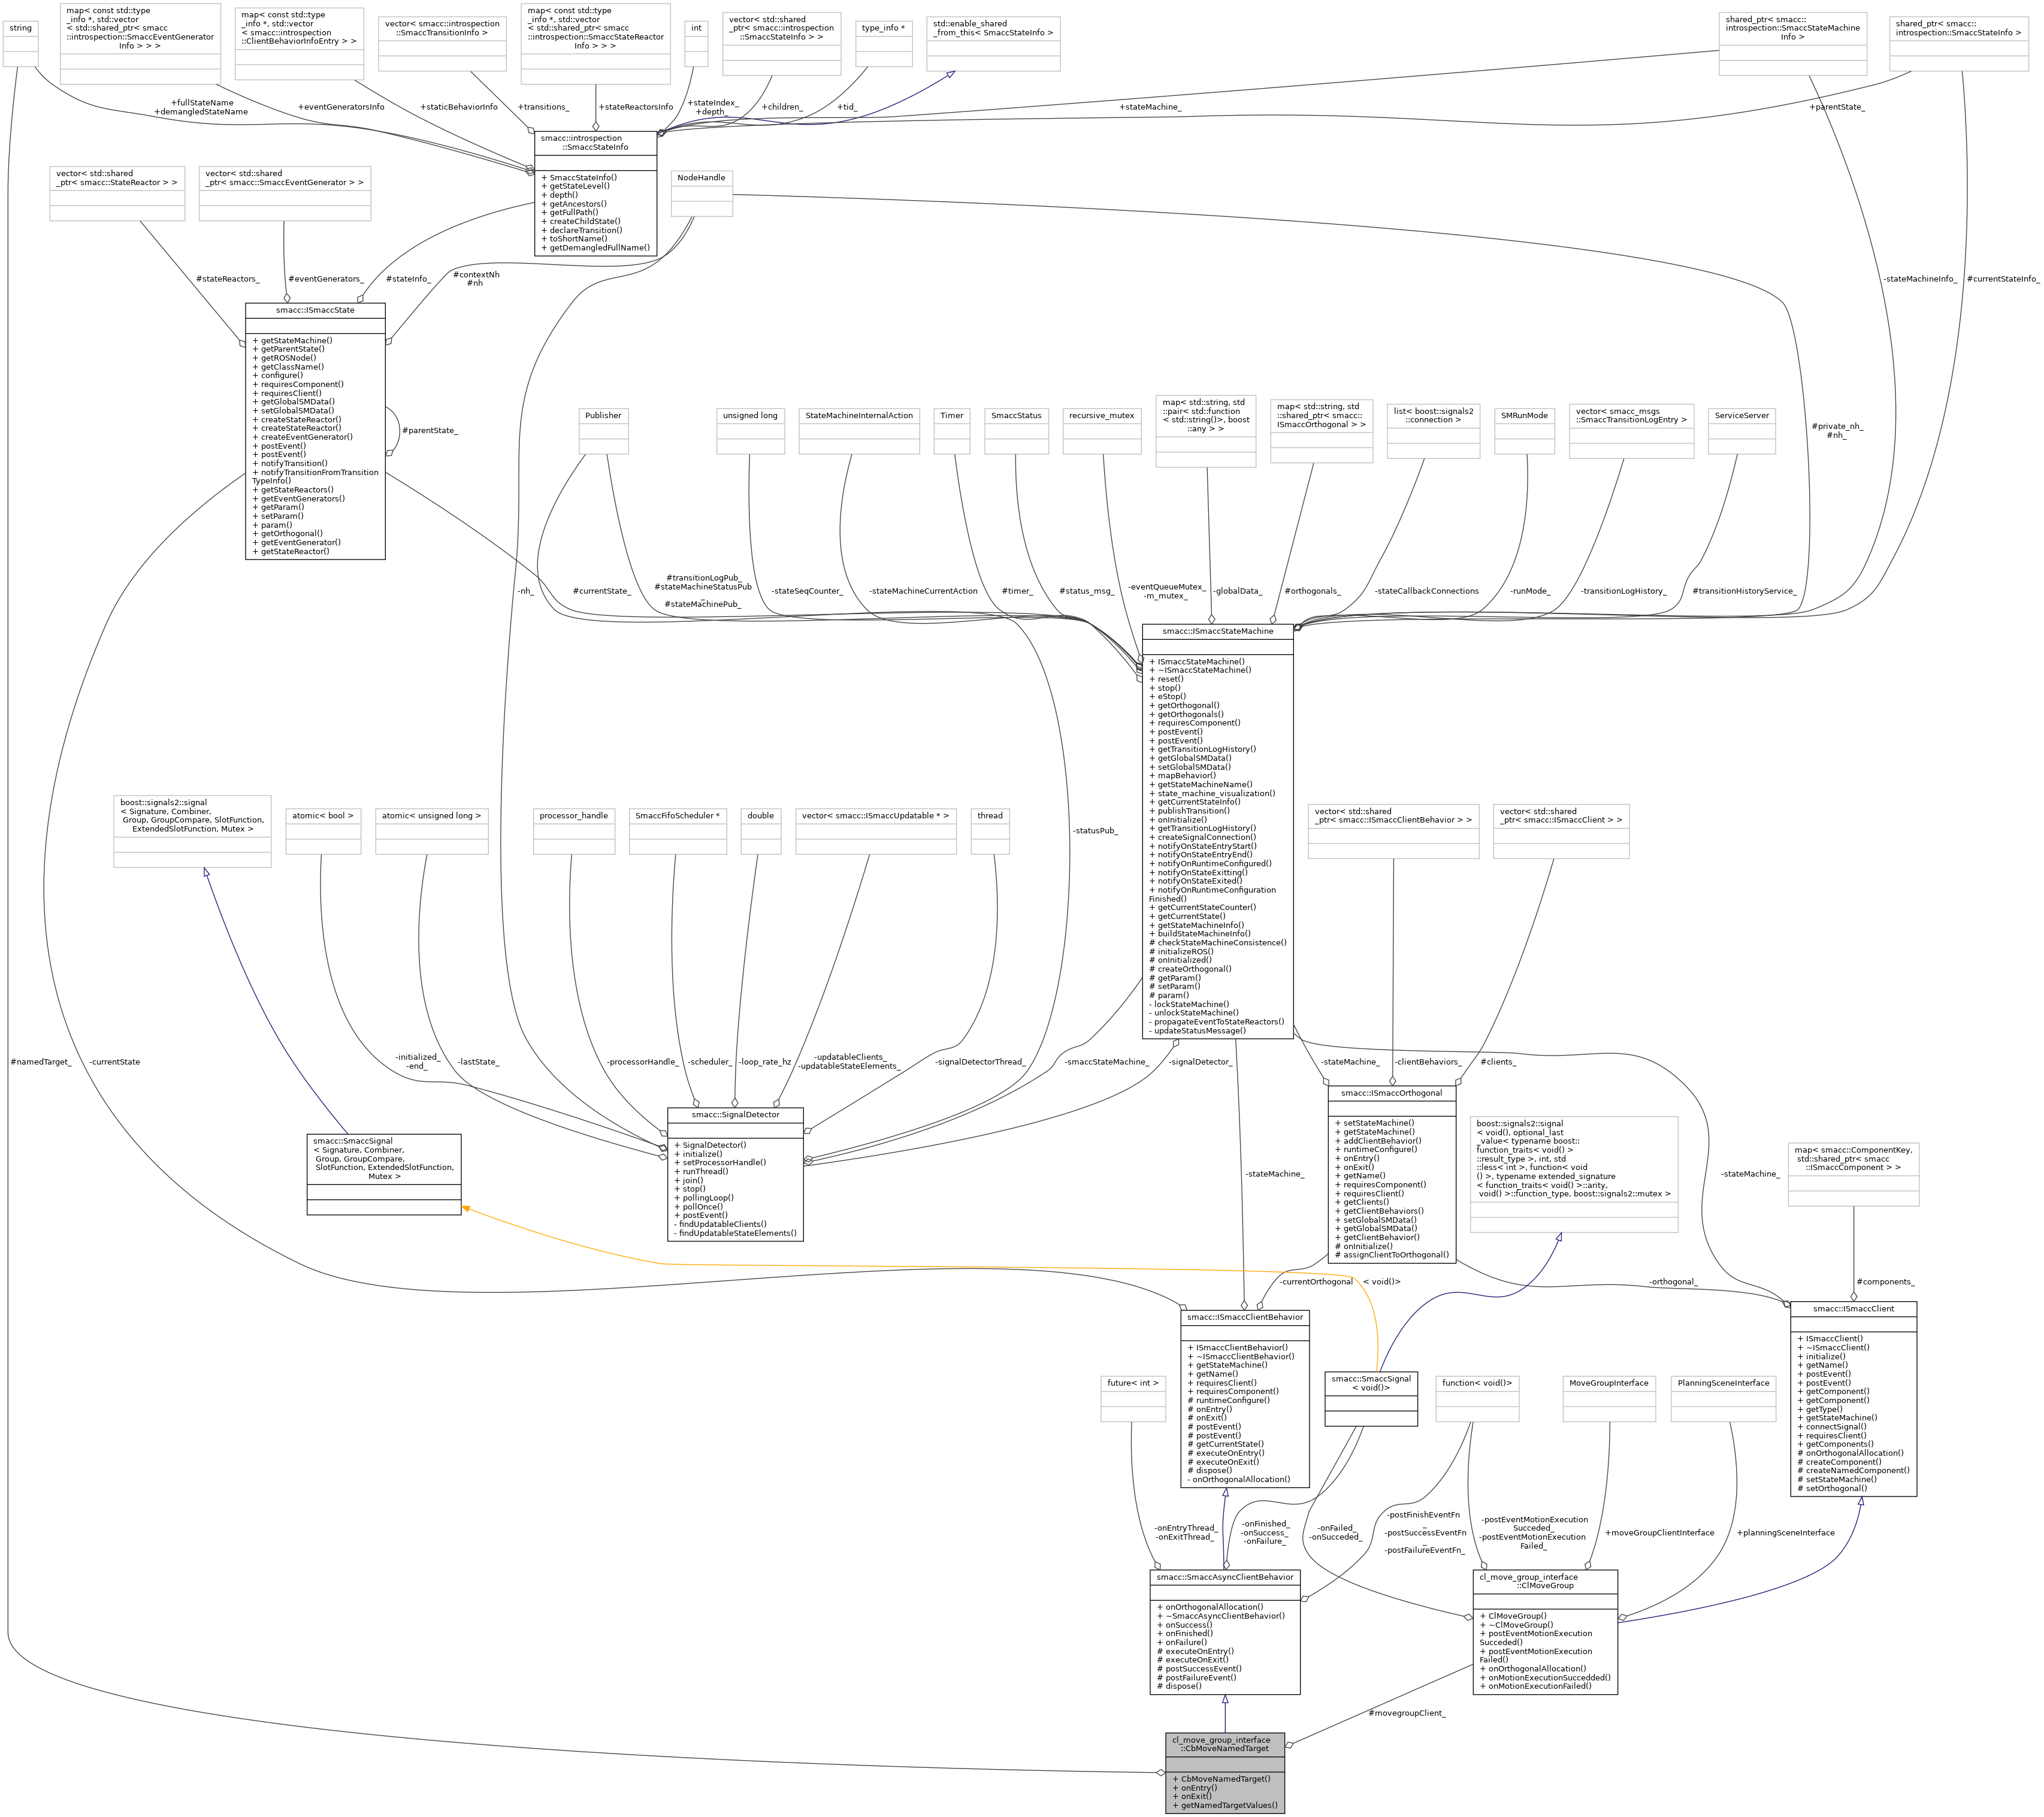 string
map< const std::type
_info *, std::vector
< std::shared_ptr< smacc
::introspection::SmaccEventGenerator
Info > > >
map< const std::type
_info *, std::vector
< smacc::introspection
::ClientBehaviorInfoEntry > >
vector< smacc::introspection
::SmaccTransitionInfo >
map< const std::type
_info *, std::vector
< std::shared_ptr< smacc
::introspection::SmaccStateReactor
Info > > >
int
vector< std::shared
_ptr< smacc::introspection
::SmaccStateInfo > >
type_info *
std::enable_shared
_from_this< SmaccStateInfo >
shared_ptr< smacc::
introspection::SmaccStateMachine
Info >
shared_ptr< smacc::
introspection::SmaccStateInfo >
+fullStateName
+demangledStateName
+eventGeneratorsInfo
+staticBehaviorInfo
+transitions_
+stateReactorsInfo
+stateIndex_
+depth_
+children_
+tid_
+stateMachine_
+parentState_
smacc::introspection
::SmaccStateInfo
+ SmaccStateInfo()
+ getStateLevel()
+ depth()
+ getAncestors()
+ getFullPath()
+ createChildState()
+ declareTransition()
+ toShortName()
+ getDemangledFullName()
vector< std::shared
_ptr< smacc::StateReactor > >
vector< std::shared
_ptr< smacc::SmaccEventGenerator > >
NodeHandle
#stateReactors_
#eventGenerators_
#stateInfo_
#contextNh
#nh
-stateMachineInfo_
#currentStateInfo_
smacc::ISmaccState
+ getStateMachine()
+ getParentState()
+ getROSNode()
+ getClassName()
+ configure()
+ requiresComponent()
+ requiresClient()
+ getGlobalSMData()
+ setGlobalSMData()
+ createStateReactor()
+ createStateReactor()
+ createEventGenerator()
+ postEvent()
+ postEvent()
+ notifyTransition()
+ notifyTransitionFromTransition
TypeInfo()
+ getStateReactors()
+ getEventGenerators()
+ getParam()
+ setParam()
+ param()
+ getOrthogonal()
+ getEventGenerator()
+ getStateReactor()
#parentState_
Publisher
unsigned long
StateMachineInternalAction
Timer
SmaccStatus
recursive_mutex
map< std::string, std
::pair< std::function
< std::string()>, boost
::any > >
map< std::string, std
::shared_ptr< smacc::
ISmaccOrthogonal > >
list< boost::signals2
::connection >
SMRunMode
vector< smacc_msgs
::SmaccTransitionLogEntry >
ServiceServer
#private_nh_
#nh_
-nh_
#currentState_
#transitionLogPub_
#stateMachineStatusPub
_
#stateMachinePub_
-stateSeqCounter_
-stateMachineCurrentAction
#timer_
#status_msg_
-eventQueueMutex_
-m_mutex_
-globalData_
#orthogonals_
-stateCallbackConnections
-runMode_
-transitionLogHistory_
#transitionHistoryService_
smacc::ISmaccStateMachine
+ ISmaccStateMachine()
+ ~ISmaccStateMachine()
+ reset()
+ stop()
+ eStop()
+ getOrthogonal()
+ getOrthogonals()
+ requiresComponent()
+ postEvent()
+ postEvent()
+ getTransitionLogHistory()
+ getGlobalSMData()
+ setGlobalSMData()
+ mapBehavior()
+ getStateMachineName()
+ state_machine_visualization()
+ getCurrentStateInfo()
+ publishTransition()
+ onInitialize()
+ getTransitionLogHistory()
+ createSignalConnection()
+ notifyOnStateEntryStart()
+ notifyOnStateEntryEnd()
+ notifyOnRuntimeConfigured()
+ notifyOnStateExitting()
+ notifyOnStateExited()
+ notifyOnRuntimeConfiguration
Finished()
+ getCurrentStateCounter()
+ getCurrentState()
+ getStateMachineInfo()
+ buildStateMachineInfo()
# checkStateMachineConsistence()
# initializeROS()
# onInitialized()
# createOrthogonal()
# getParam()
# setParam()
# param()
- lockStateMachine()
- unlockStateMachine()
- propagateEventToStateReactors()
- updateStatusMessage()
boost::signals2::signal
< Signature, Combiner,
Group, GroupCompare, SlotFunction,
ExtendedSlotFunction, Mutex >
atomic< bool >
atomic< unsigned long >
processor_handle
SmaccFifoScheduler *
double
vector< smacc::ISmaccUpdatable * >
thread
-statusPub_
vector< std::shared
_ptr< smacc::ISmaccClientBehavior > >
vector< std::shared
_ptr< smacc::ISmaccClient > >
#namedTarget_
-currentState
-initialized_
-end_
-lastState_
-processorHandle_
-scheduler_
-loop_rate_hz
-updatableClients_
-updatableStateElements_
-signalDetectorThread_
-smaccStateMachine_
-signalDetector_
-stateMachine_
-clientBehaviors_
#clients_
smacc::SignalDetector
+ SignalDetector()
+ initialize()
+ setProcessorHandle()
+ runThread()
+ join()
+ stop()
+ pollingLoop()
+ pollOnce()
+ postEvent()
- findUpdatableClients()
- findUpdatableStateElements()
smacc::SmaccSignal
< Signature, Combiner,
Group, GroupCompare,
SlotFunction, ExtendedSlotFunction,
Mutex >
smacc::ISmaccOrthogonal
+ setStateMachine()
+ getStateMachine()
+ addClientBehavior()
+ runtimeConfigure()
+ onEntry()
+ onExit()
+ getName()
+ requiresComponent()
+ requiresClient()
+ getClients()
+ getClientBehaviors()
+ setGlobalSMData()
+ getGlobalSMData()
+ getClientBehavior()
# onInitialize()
# assignClientToOrthogonal()
boost::signals2::signal
< void(), optional_last
_value< typename boost::
function_traits< void() >
::result_type >, int, std
::less< int >, function< void
() >, typename extended_signature
< function_traits< void() >::arity,
void() >::function_type, boost::signals2::mutex >
-stateMachine_
-stateMachine_
map< smacc::ComponentKey,
std::shared_ptr< smacc
::ISmaccComponent > >
-currentOrthogonal
< void()>
-orthogonal_
#components_
smacc::ISmaccClientBehavior
+ ISmaccClientBehavior()
+ ~ISmaccClientBehavior()
+ getStateMachine()
+ getName()
+ requiresClient()
+ requiresComponent()
# runtimeConfigure()
# onEntry()
# onExit()
# postEvent()
# postEvent()
# getCurrentState()
# executeOnEntry()
# executeOnExit()
# dispose()
- onOrthogonalAllocation()
smacc::ISmaccClient
+ ISmaccClient()
+ ~ISmaccClient()
+ initialize()
+ getName()
+ postEvent()
+ postEvent()
+ getComponent()
+ getComponent()
+ getType()
+ getStateMachine()
+ connectSignal()
+ requiresClient()
+ getComponents()
# onOrthogonalAllocation()
# createComponent()
# createNamedComponent()
# setStateMachine()
# setOrthogonal()
future< int >
smacc::SmaccSignal
< void()>
function< void()>
MoveGroupInterface
PlanningSceneInterface
-onEntryThread_
-onExitThread_
-onFinished_
-onSuccess_
-onFailure_
-onFailed_
-onSucceded_
-postFinishEventFn
_
-postSuccessEventFn
_
-postFailureEventFn_
-postEventMotionExecution
Succeded_
-postEventMotionExecution
Failed_
+moveGroupClientInterface
+planningSceneInterface
smacc::SmaccAsyncClientBehavior
+ onOrthogonalAllocation()
+ ~SmaccAsyncClientBehavior()
+ onSuccess()
+ onFinished()
+ onFailure()
# executeOnEntry()
# executeOnExit()
# postSuccessEvent()
# postFailureEvent()
# dispose()
cl_move_group_interface
::ClMoveGroup
+ ClMoveGroup()
+ ~ClMoveGroup()
+ postEventMotionExecution
Succeded()
+ postEventMotionExecution
Failed()
+ onOrthogonalAllocation()
+ onMotionExecutionSuccedded()
+ onMotionExecutionFailed()
#movegroupClient_
cl_move_group_interface
::CbMoveNamedTarget
+ CbMoveNamedTarget()
+ onEntry()
+ onExit()
+ getNamedTargetValues()